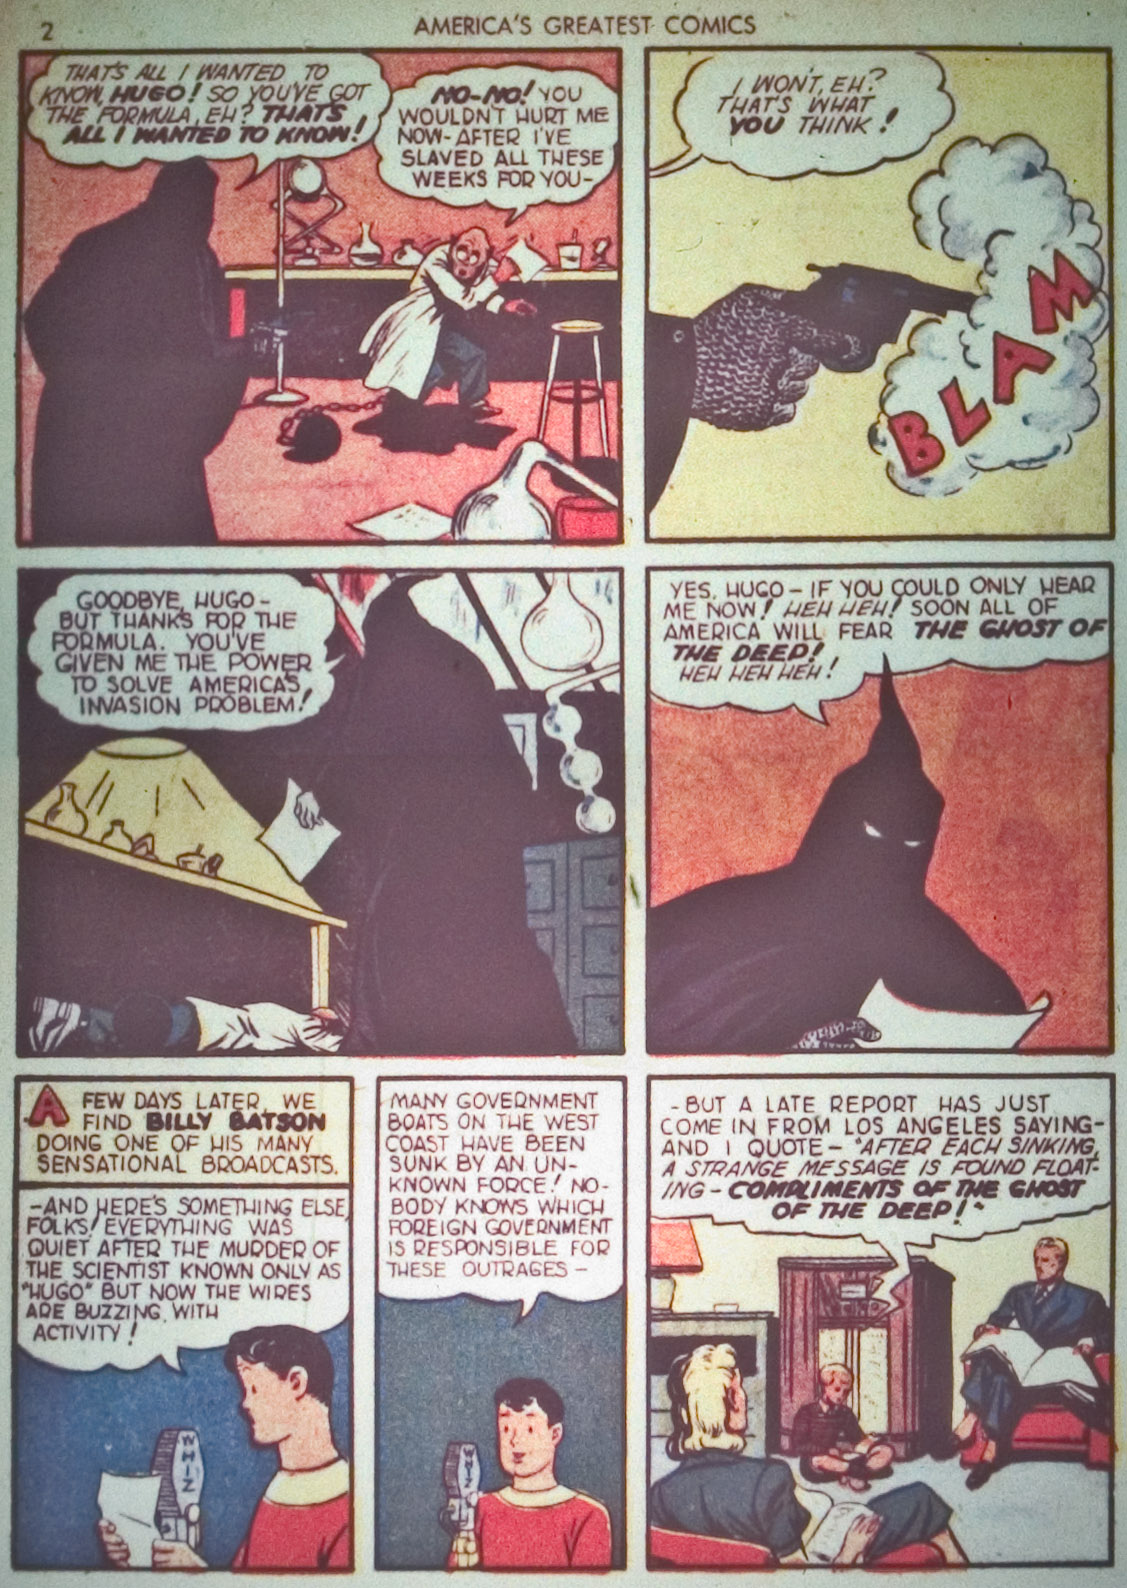 2
AMERICA'S GREATEST COMICS
THAT'S ALL I WANTED TO
KNOW, HUGO! SO YOU'VE GOT
THE FORMULA, EH? THAT'S
ALL I WANTED TO KNOW!
NO-NO! YOU
WOULDN'T HURT ME
NOW-AFTER I'VE
SLAVED ALL THESE
WEEKS FOR YOU-
I WON'T, EH?
THAT'S WHAT
YOU THINK!
BLAM
GOODBYE, HUGO-
BUT THANKS FOR THE
FORMULA. YOU'VE
GIVEN ME THE POWER
TO SOLVE AMERICA'S
INVASION PROBLEM!
YES, HUGO - IF YOU COULD ONLY HEAR
ME NOW! HEH HEH! SOON ALL OF
AMERICA WILL FEAR THE GHOST OF
THE DEEP!
HEH HEH HEH!
A FEW DAYS LATER, WE
FIND BILLY BATSON
DOING ONE OF HIS MANY
SENSATIONAL BROADCASTS.
-AND HERE'S SOMETHING ELSE,
FOLKS! EVERYTHING WAS
QUIET AFTER THE MURDER OF
THE SCIENTIST KNOWN ONLY AS
"HUGO" BUT NOW THE WIRES
ARE BUZZING WITH
ACTIVITY!
WHIZ
MANY GOVERNMENT
BOATS ON THE WEST
COAST HAVE BEEN
SUNK BY AN UN-
KNOWN FORCE! NO-
BODY KNOWS WHICH
FOREIGN GOVERNMENT
IS RESPONSIBLE FOR
THESE OUTRAGES -
WHIZ
-BUT A LATE REPORT HAS JUST
COME IN FROM LOS ANGELES SAYING-
AND I QUOTE - "AFTER EACH SINKING,
A STRANGE MESSAGE IS FOUND FLOAT-
ING - COMPLIMENTS OF THE GHOST
OF THE DEEP!"